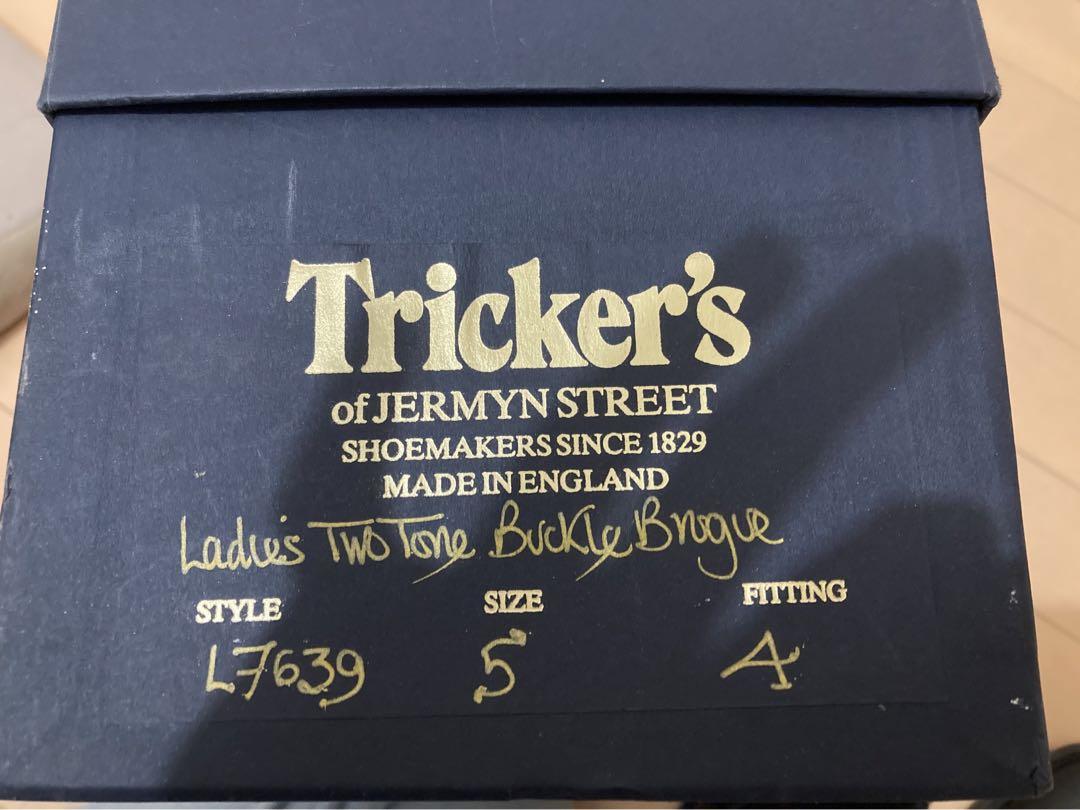 Tricker's
of JERMYN STREET
SHOEMAKERS SINCE 1829
MADE IN ENGLAND
Ladies Two Tone Buckle Brogue
STYLE SIZE FITTING
L7639 5 4